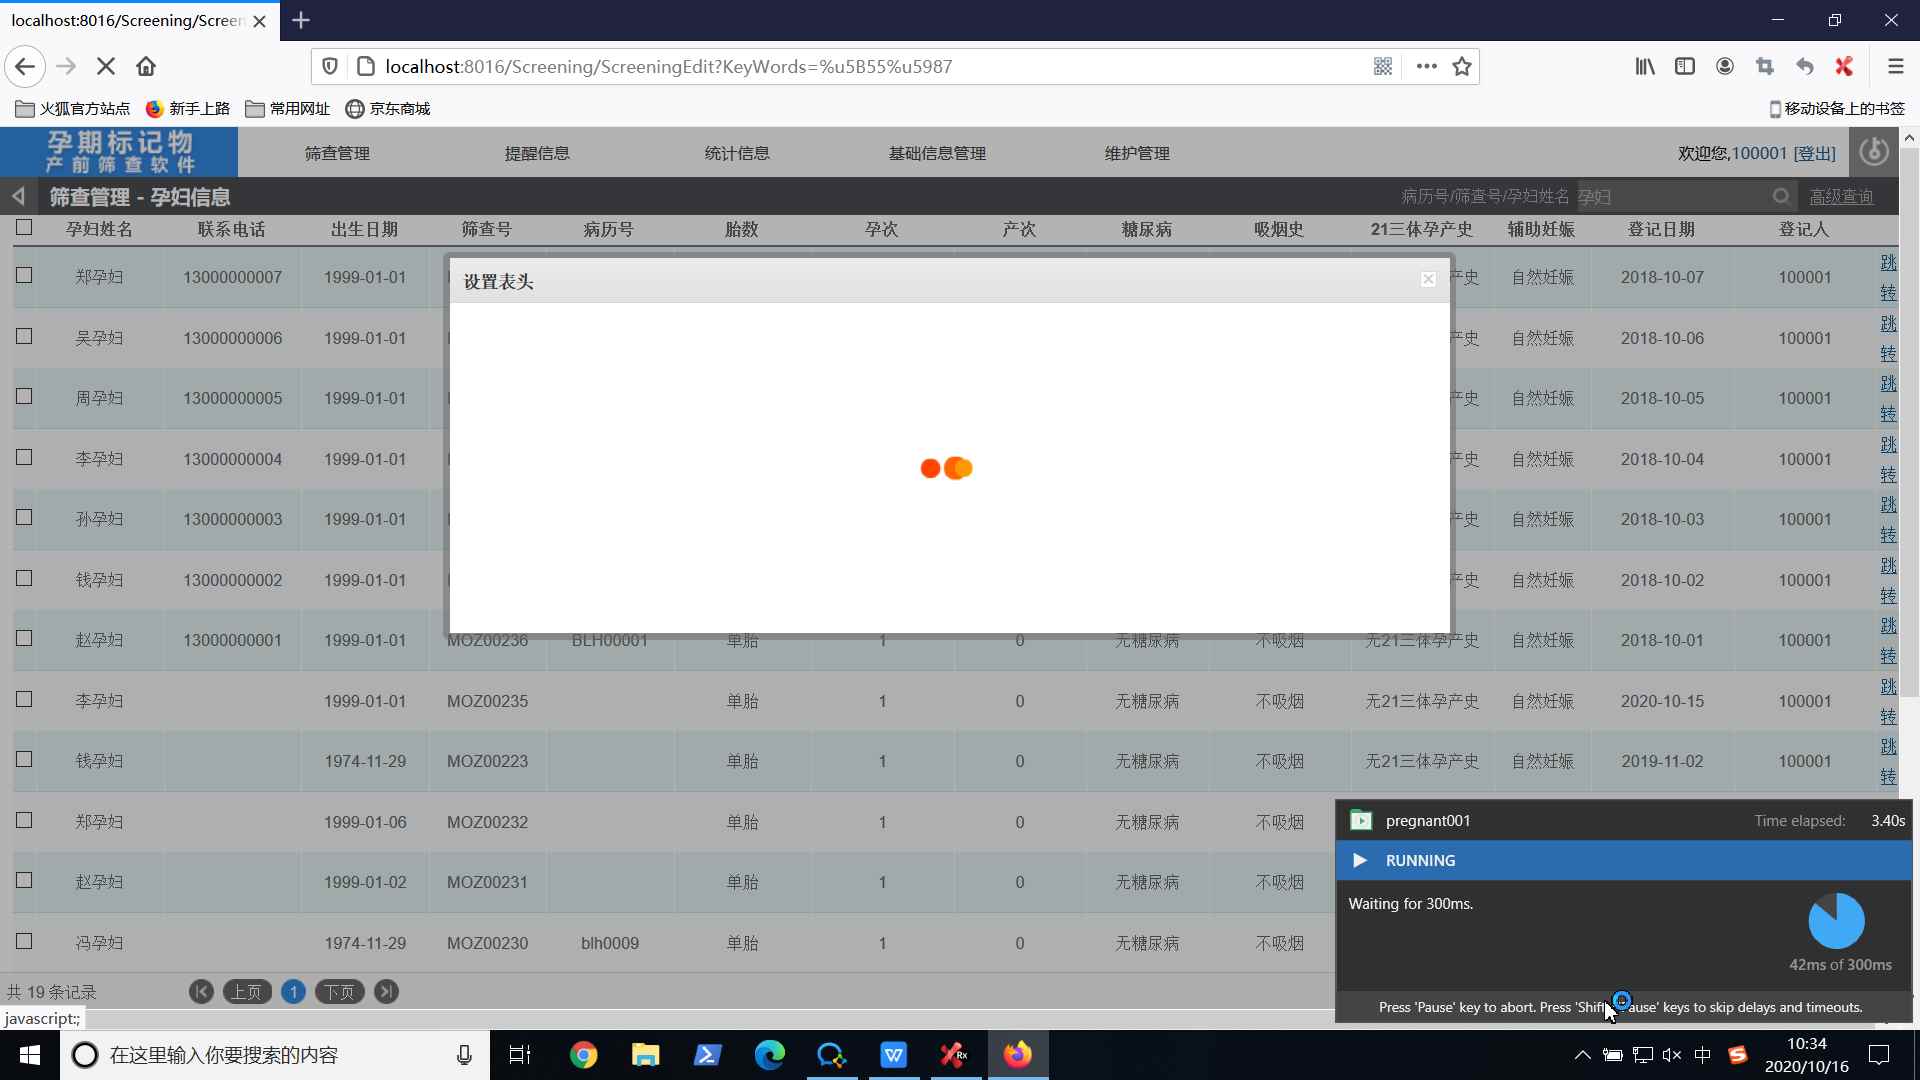 localhost:8016/Screening/Screen
localhost:8016/Screening/ScreeningEdit?KeyWords=%u5B55%u5987
火狐官方站点 新手上路 常用网址 京东商城 移动设备上的书签
孕期标记物
产前筛查软件
筛查管理 提醒信息 统计信息 基础信息管理 维护管理 欢迎您,100001 [登出]
筛查管理 - 孕妇信息 病历号/筛查号/孕妇姓名 孕妇 高级查询
孕妇姓名 联系电话 出生日期 筛查号 病历号 胎数 孕次 产次 糖尿病 吸烟史 21三体孕产史 辅助妊娠 登记日期 登记人
郑孕妇 13000000007 1999-01-01 产史 自然妊娠 2018-10-07 100001 跳转
吴孕妇 13000000006 1999-01-01 产史 自然妊娠 2018-10-06 100001 跳转
周孕妇 13000000005 1999-01-01 产史 自然妊娠 2018-10-05 100001 跳转
李孕妇 13000000004 1999-01-01 产史 自然妊娠 2018-10-04 100001 跳转
孙孕妇 13000000003 1999-01-01 产史 自然妊娠 2018-10-03 100001 跳转
钱孕妇 13000000002 1999-01-01 产史 自然妊娠 2018-10-02 100001 跳转
赵孕妇 13000000001 1999-01-01 MOZ00236 BLH00001 单胎 1 0 无糖尿病 不吸烟 无21三体孕产史 自然妊娠 2018-10-01 100001 跳转
李孕妇 1999-01-01 MOZ00235 单胎 1 0 无糖尿病 不吸烟 无21三体孕产史 自然妊娠 2020-10-15 100001 跳转
钱孕妇 1974-11-29 MOZ00223 单胎 1 0 无糖尿病 不吸烟 无21三体孕产史 自然妊娠 2019-11-02 100001 跳转
郑孕妇 1999-01-06 MOZ00232 单胎 1 0 无糖尿病 不吸烟
赵孕妇 1999-01-02 MOZ00231 单胎 1 0 无糖尿病 不吸烟
冯孕妇 1974-11-29 MOZ00230 blh0009 单胎 1 0 无糖尿病 不吸烟
设置表头
共 19 条记录 上页 1 下页
javascript:;
pregnant001 Time elapsed: 3.40s
RUNNING
Waiting for 300ms.
42ms of 300ms
Press 'Pause' key to abort. Press 'Shift ause' keys to skip delays and timeouts.
在这里输入你要搜索的内容
Rx
中
10:34
2020/10/16